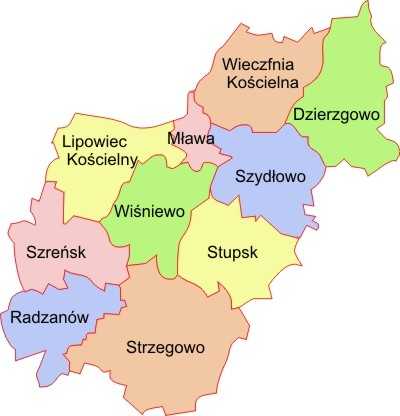 Wieczfnia
Kościelna
Dzierzgowo
Mława
Lipowiec
Kościelny
Szydłowo
Wiśniewo
Szreńsk
Stupsk
Radzanów
Strzegowo